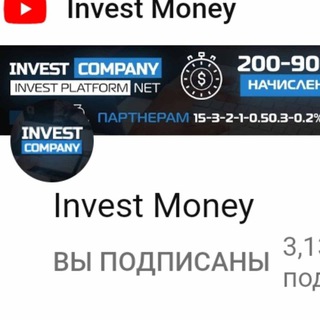 Invest Money
INVEST COMPANY
INVEST PLATFORM NET
200-90
НАЧИСЛЕН
ПАРТНЕРАМ 15-3-2-1-0.50.3-0.2%
INVEST
COMPANY
Invest Money
ВЫ ПОДПИСАНЫ
3,1
по